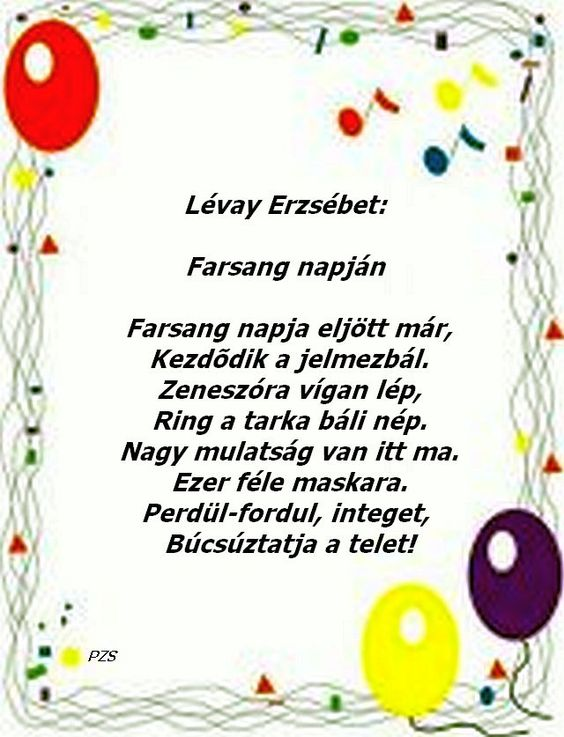 Lévay Erzsébet:
Farsang napján
Farsang napja eljött már,
Kezdõdik a jelmezbál.
Zeneszóra vígan lép,
Ring a tarka báli nép.
Nagy mulatság van itt ma.
Ezer féle maskara.
Perdül-fordul, integet,
Búcsúztatja a telet!
PZS